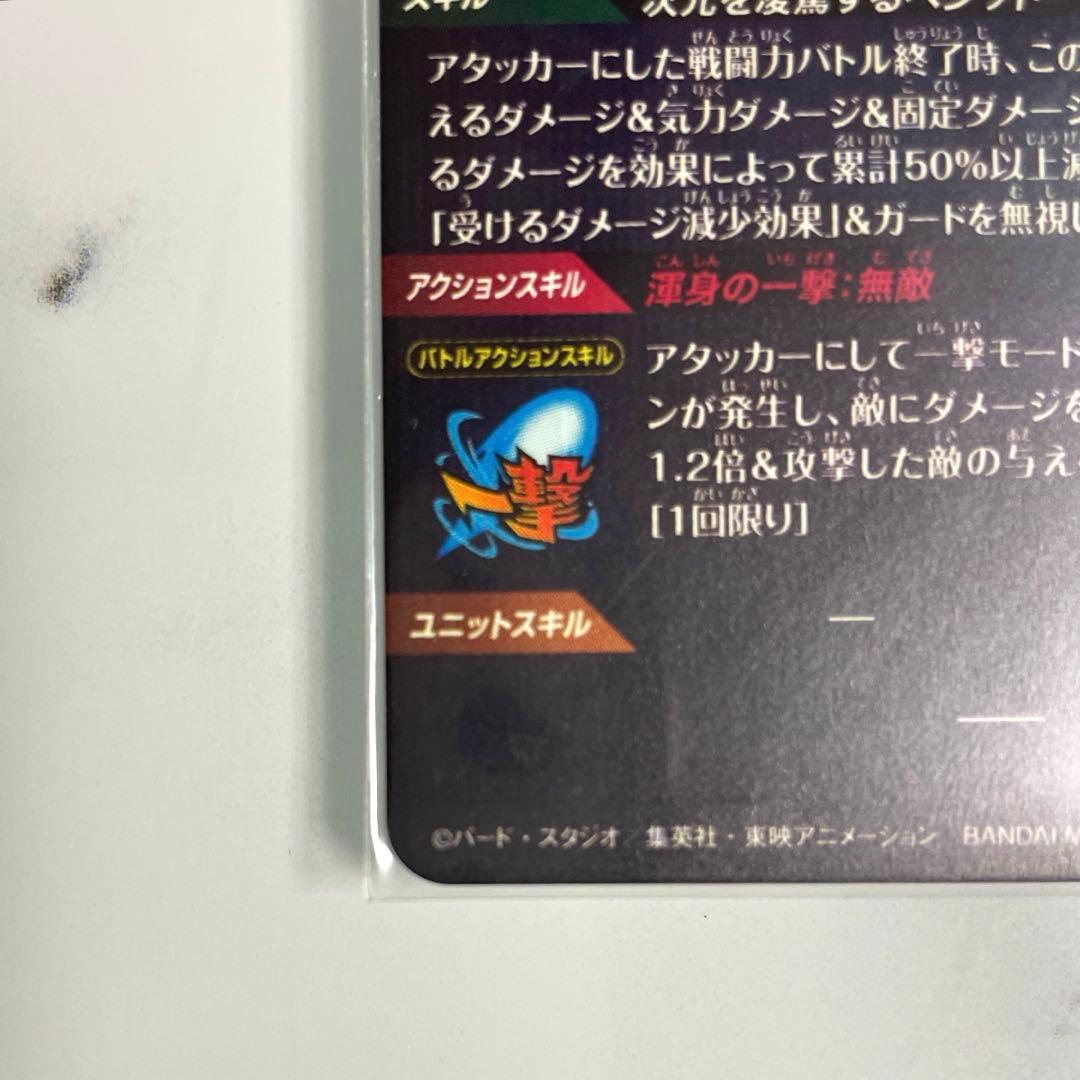 スキル 次元を凌駕するベジット
アタッカーにした戦闘力バトル終了時、この
えるダメージ&気力ダメージ&固定ダメージ
るダメージを効果によって累計50%以上減
「受けるダメージ減少効果」&ガードを無視し
アクションスキル 渾身の一撃:無敵
バトルアクションスキル アタッカーにして一撃モード
ンが発生し、敵にダメージを
一撃 1.2倍&攻撃した敵の与え
[1回限り]
ユニットスキル —
©バード・スタジオ 集英社・東映アニメーション BANDAI